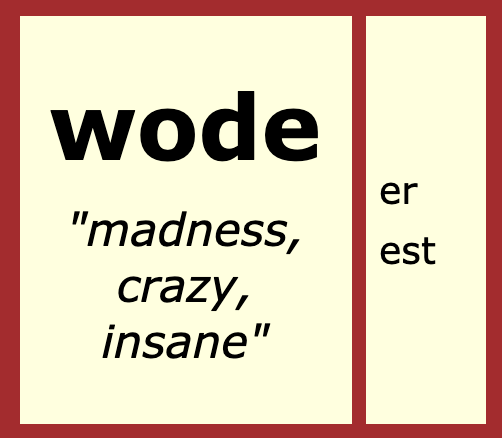 wode
"madness,
crazy,
insane"
er
est